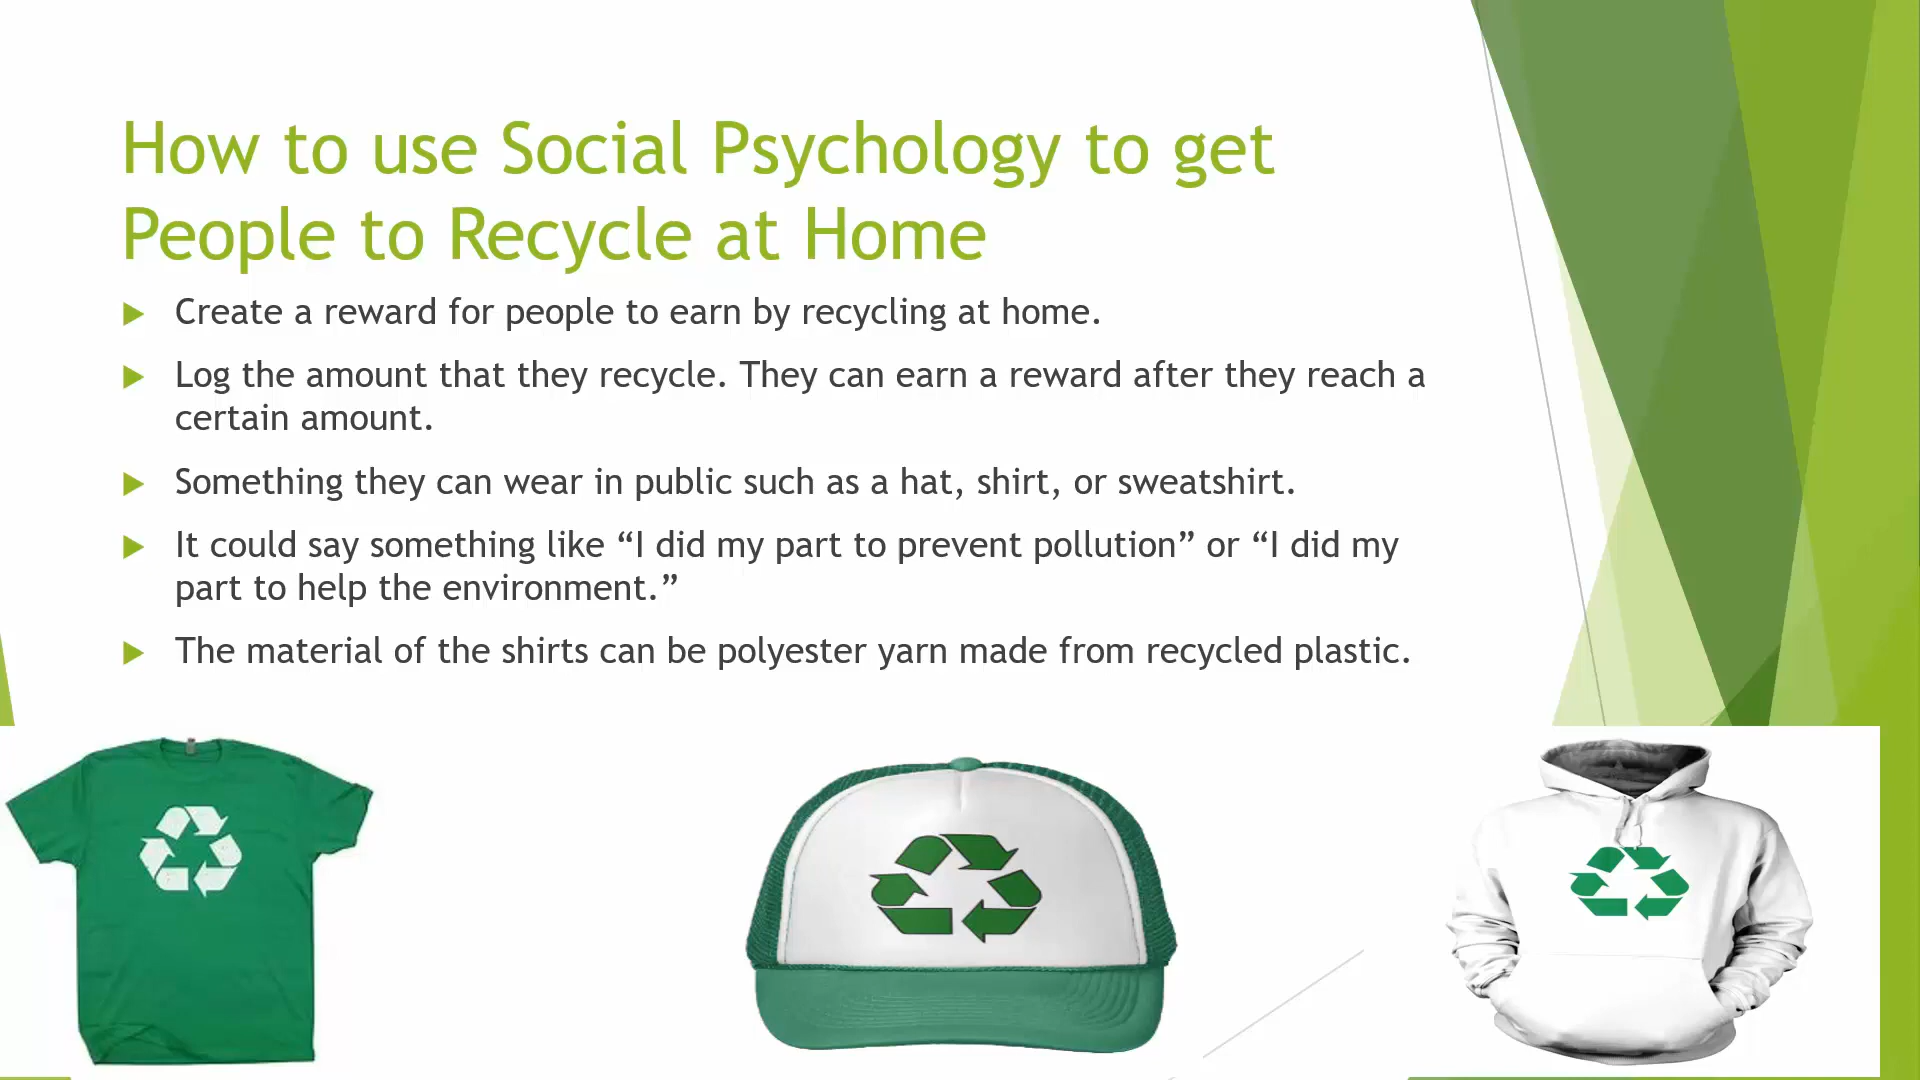 How to use Social Psychology to get
People to Recycle at Home
Create a reward for people to earn by recycling at home.
Log the amount that they recycle. They can earn a reward after they reach a
certain amount.
Something they can wear in public such as a hat, shirt, or sweatshirt.
It could say something like “I did my part to prevent pollution” or “I did my
part to help the environment.”
The material of the shirts can be polyester yarn made from recycled plastic.